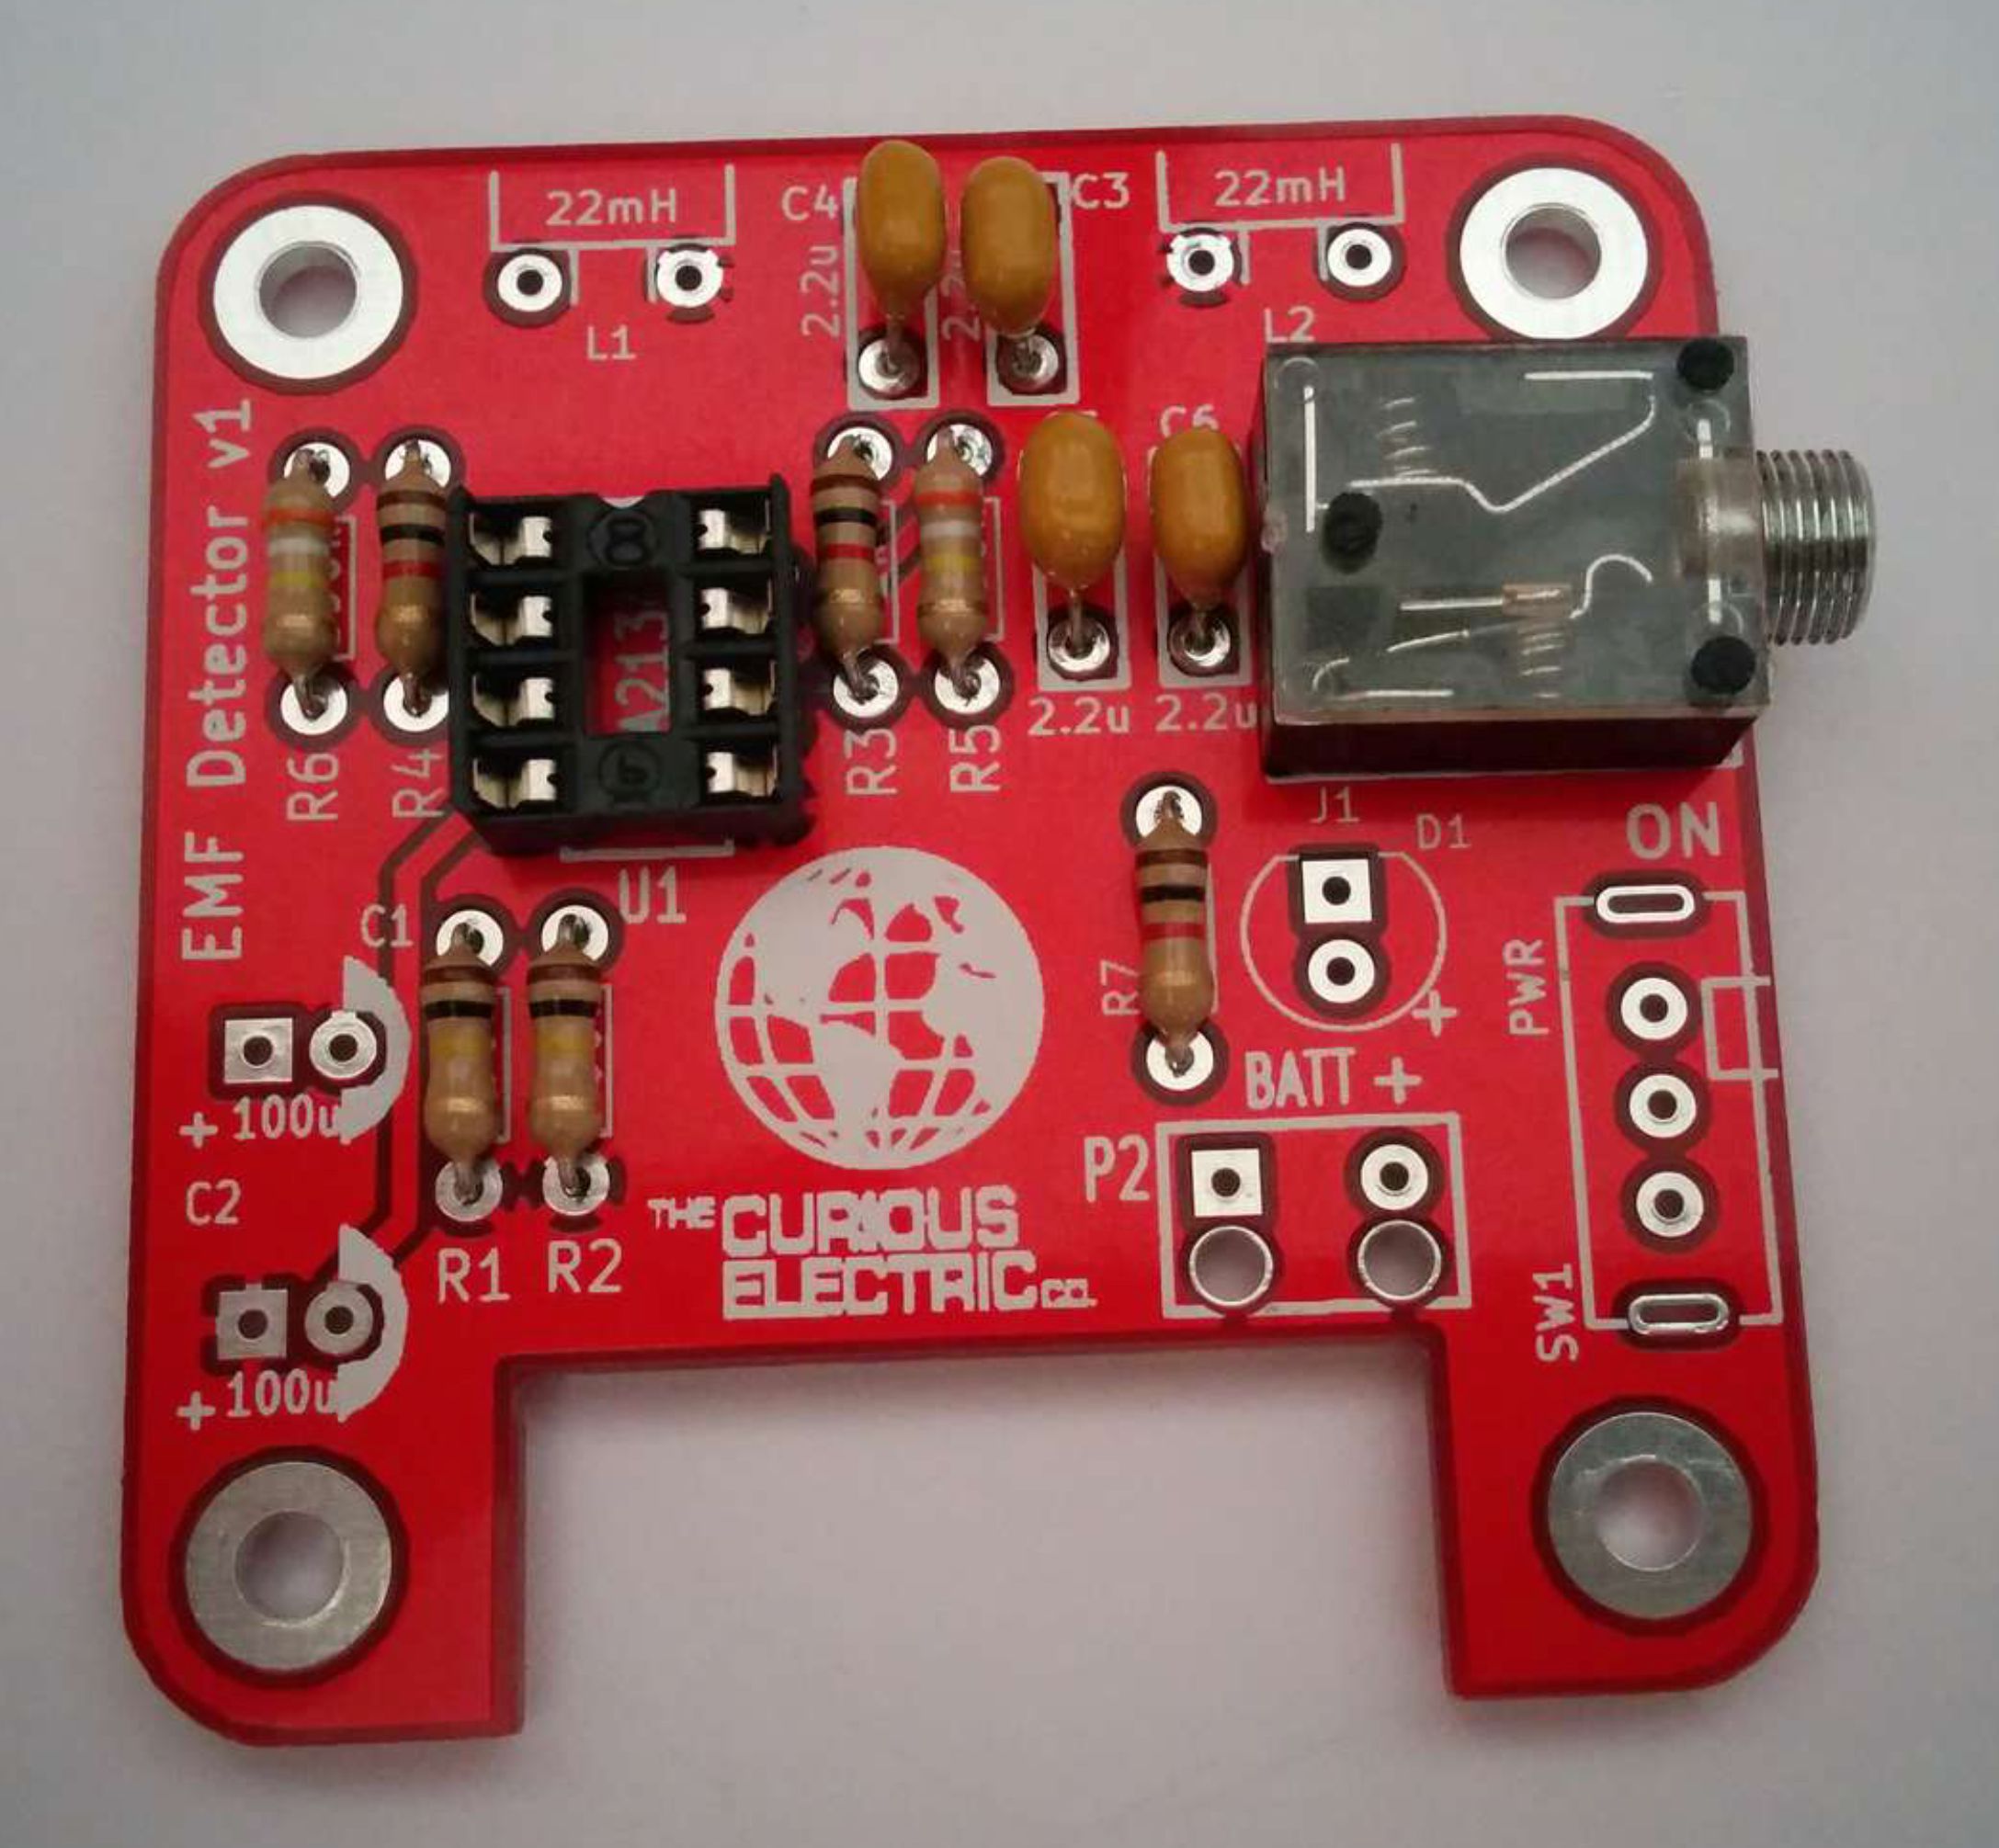 22mH
C4
C3
22mH
2.2u
L1
L2
EMF Detector v1
C6
A213
R6
R4
R3
R5
2.2u
2.2u
J1
D1
ON
U1
C1
R7
PWR
+
BATT +
+ 100u
C2
P2
R1
R2
THE CURIOUS
ELECTRIC CO.
SW1
+ 100u